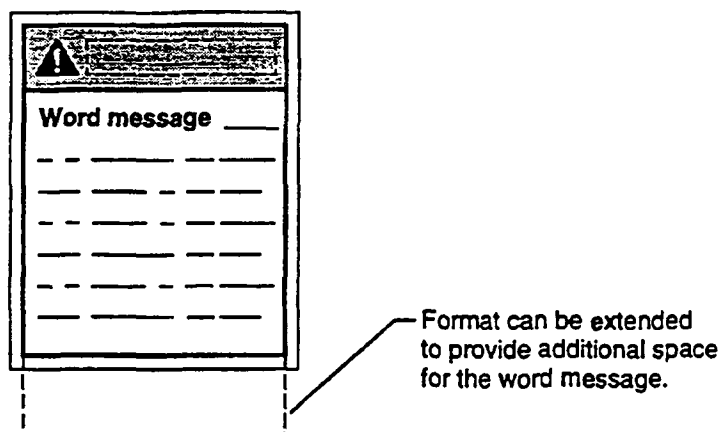 Word message
Format can be extended
to provide additional space
for the word message.